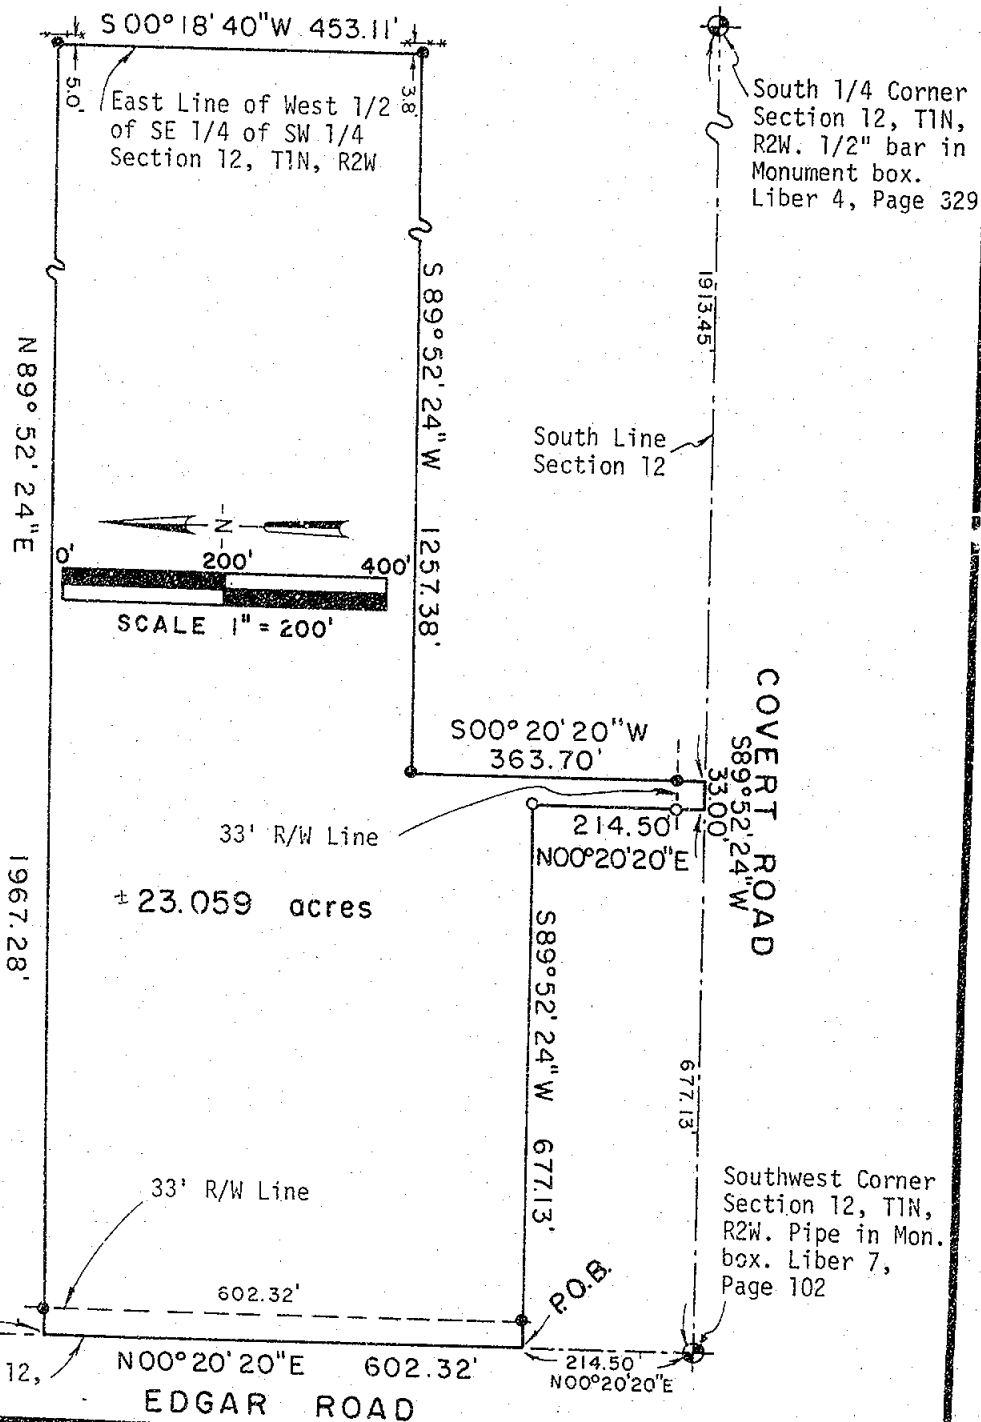 S 00° 18' 40" W 453.11'
5.0'
3.8'
East Line of West 1/2
of SE 1/4 of SW 1/4
Section 12, T1N, R2W
South 1/4 Corner
Section 12, T1N,
R2W. 1/2" bar in
Monument box.
Liber 4, Page 329
1913.45'
S 89° 52' 24" W 1257.38'
N 89° 52' 24" E 1967.28'
South Line
Section 12
N
0' 200' 400'
SCALE 1" = 200'
S00° 20' 20" W
363.70'
COVERT ROAD
S89° 52' 24" W
33.00'
33' R/W Line
214.50'
N00° 20' 20" E
± 23.059 acres
S89° 52' 24" W 677.13'
677.13'
33' R/W Line
602.32'
P.O.B.
Southwest Corner
Section 12, T1N,
R2W. Pipe in Mon.
box. Liber 7,
Page 102
12,
N00° 20' 20" E 602.32'
214.50'
N00° 20' 20" E
EDGAR ROAD